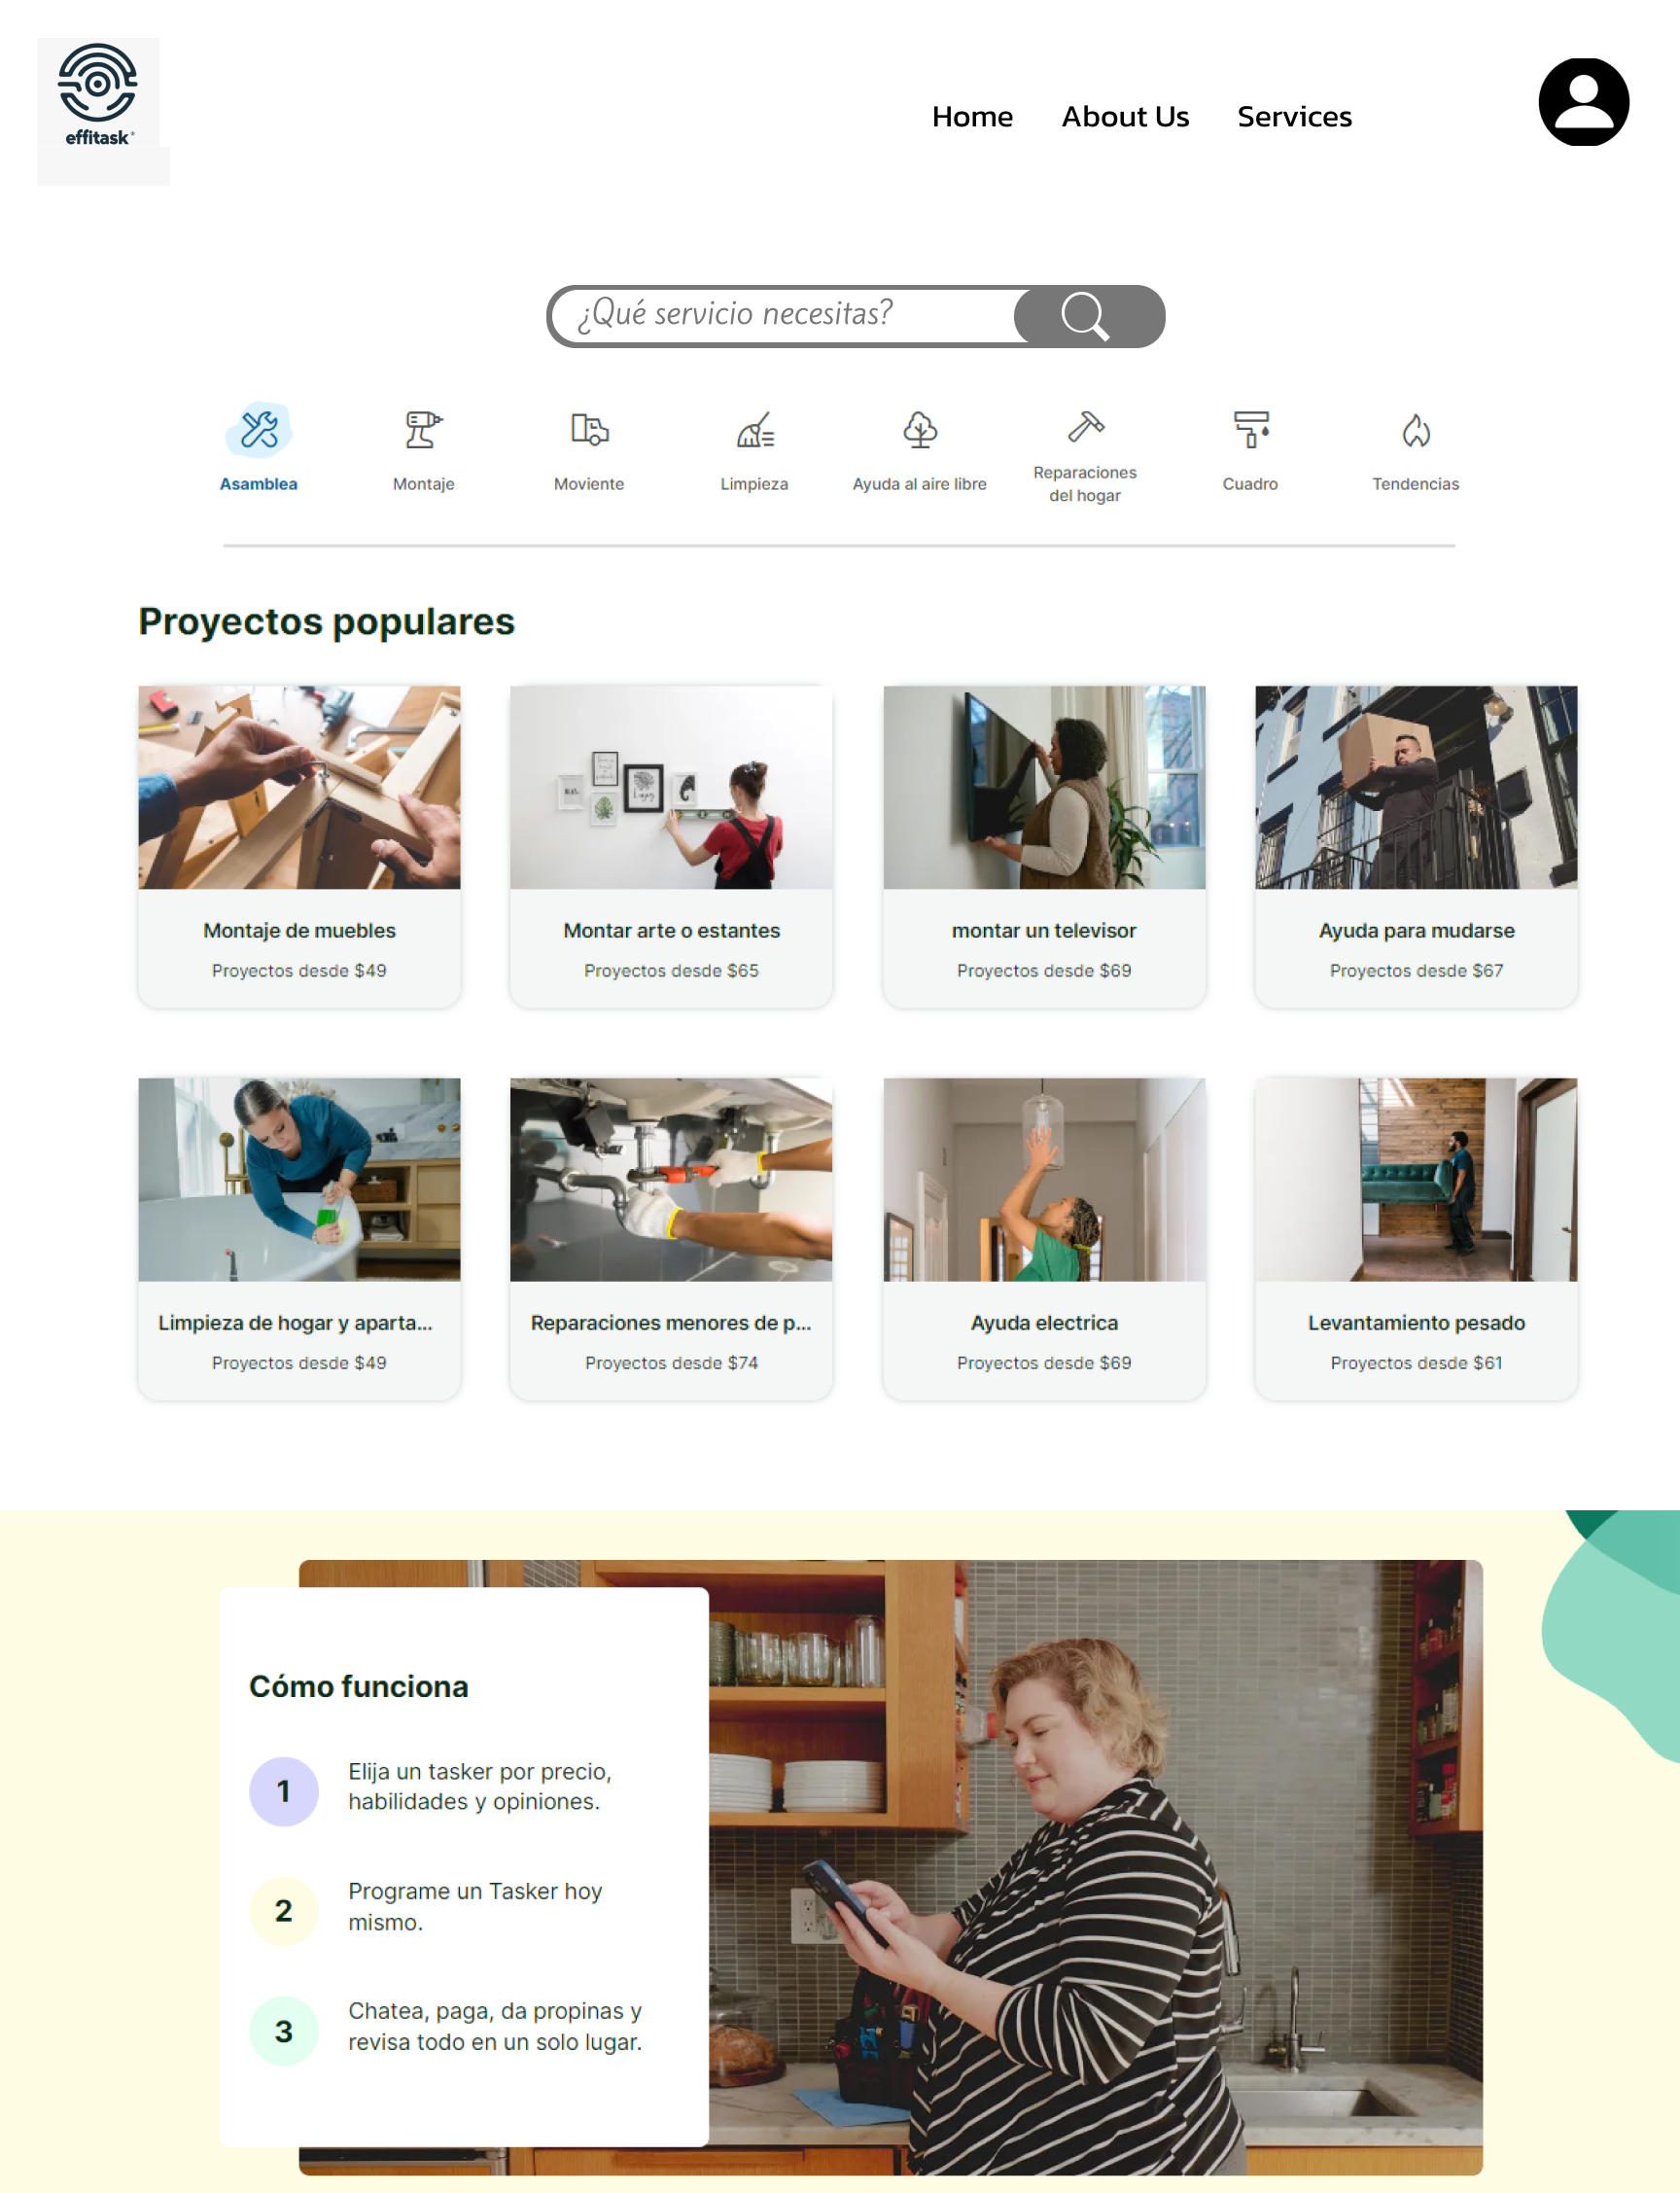 effitask
Home About Us Services
¿Qué servicio necesitas?
Asamblea
Montaje
Moviente
Limpieza
Ayuda al aire libre
Reparaciones
del hogar
Cuadro
Tendencias
Proyectos populares
Montaje de muebles
Proyectos desde $49
Montar arte o estantes
Proyectos desde $65
montar un televisor
Proyectos desde $69
Ayuda para mudarse
Proyectos desde $67
Limpieza de hogar y aparta...
Proyectos desde $49
Reparaciones menores de p...
Proyectos desde $74
Ayuda electrica
Proyectos desde $69
Levantamiento pesado
Proyectos desde $61
Cómo funciona
1
Elija un tasker por precio,
habilidades y opiniones.
2
Programe un Tasker hoy
mismo.
3
Chatea, paga, da propinas y
revisa todo en un solo lugar.